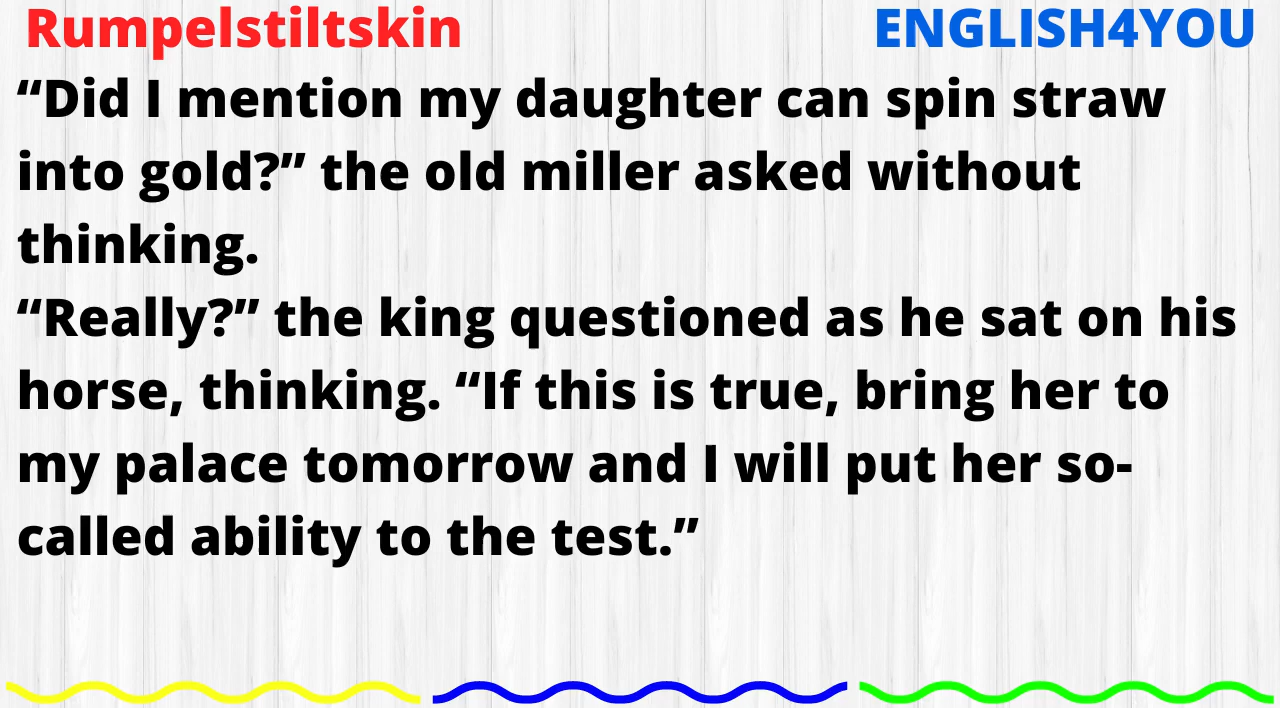 Rumpelstiltskin ENGLISH4YOU
“Did I mention my daughter can spin straw
into gold?” the old miller asked without
thinking.
“Really?” the king questioned as he sat on his
horse, thinking. “If this is true, bring her to
my palace tomorrow and I will put her so-
called ability to the test.”